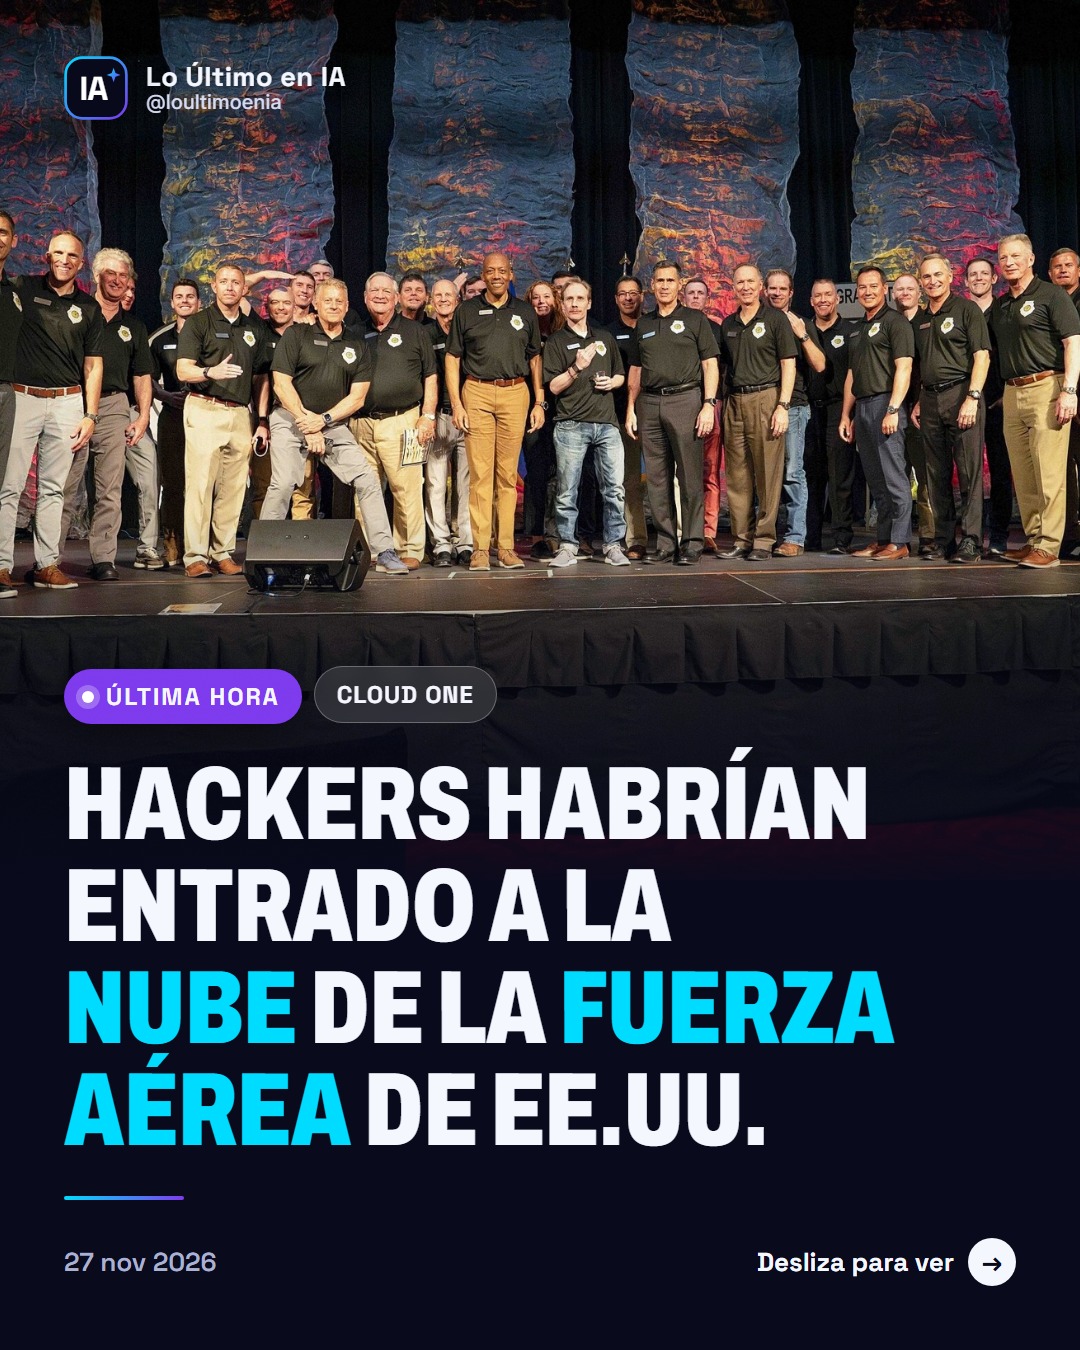 IA
Lo Último en IA
@loultimoenia
GRA
ÚLTIMA HORA
CLOUD ONE
HACKERS HABRÍAN
ENTRADO A LA
NUBE DE LA FUERZA
AÉREA DE EE.UU.
27 nov 2026
Desliza para ver →